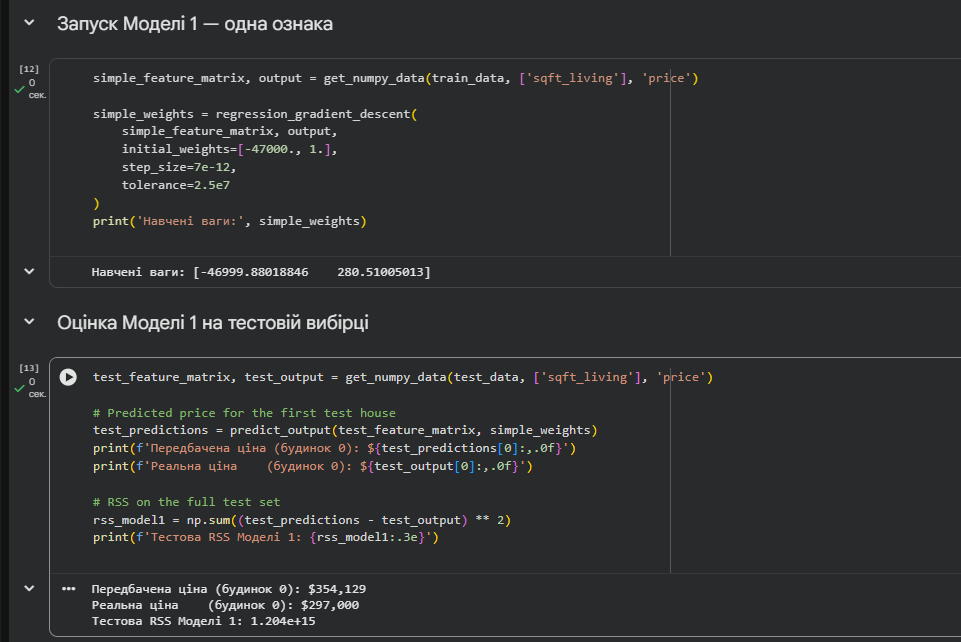 Запуск Моделі 1 — одна ознака
[12]
0
сек.
simple_feature_matrix, output = get_numpy_data(train_data, ['sqft_living'], 'price')
simple_weights = regression_gradient_descent(
simple_feature_matrix, output,
initial_weights=[-47000., 1.],
step_size=7e-12,
tolerance=2.5e7
)
print('Навчені ваги:', simple_weights)
Навчені ваги: [-46999.88018846    280.51005013]
Оцінка Моделі 1 на тестовій вибірці
[13]
0
сек.
test_feature_matrix, test_output = get_numpy_data(test_data, ['sqft_living'], 'price')
# Predicted price for the first test house
test_predictions = predict_output(test_feature_matrix, simple_weights)
print(f'Передбачена ціна (будинок 0): ${test_predictions[0]:,.0f}')
print(f'Реальна ціна    (будинок 0): ${test_output[0]:,.0f}')
# RSS on the full test set
rss_model1 = np.sum((test_predictions - test_output) ** 2)
print(f'Тестова RSS Моделі 1: {rss_model1:.3e}')
Передбачена ціна (будинок 0): $354,129
Реальна ціна    (будинок 0): $297,000
Тестова RSS Моделі 1: 1.204e+15